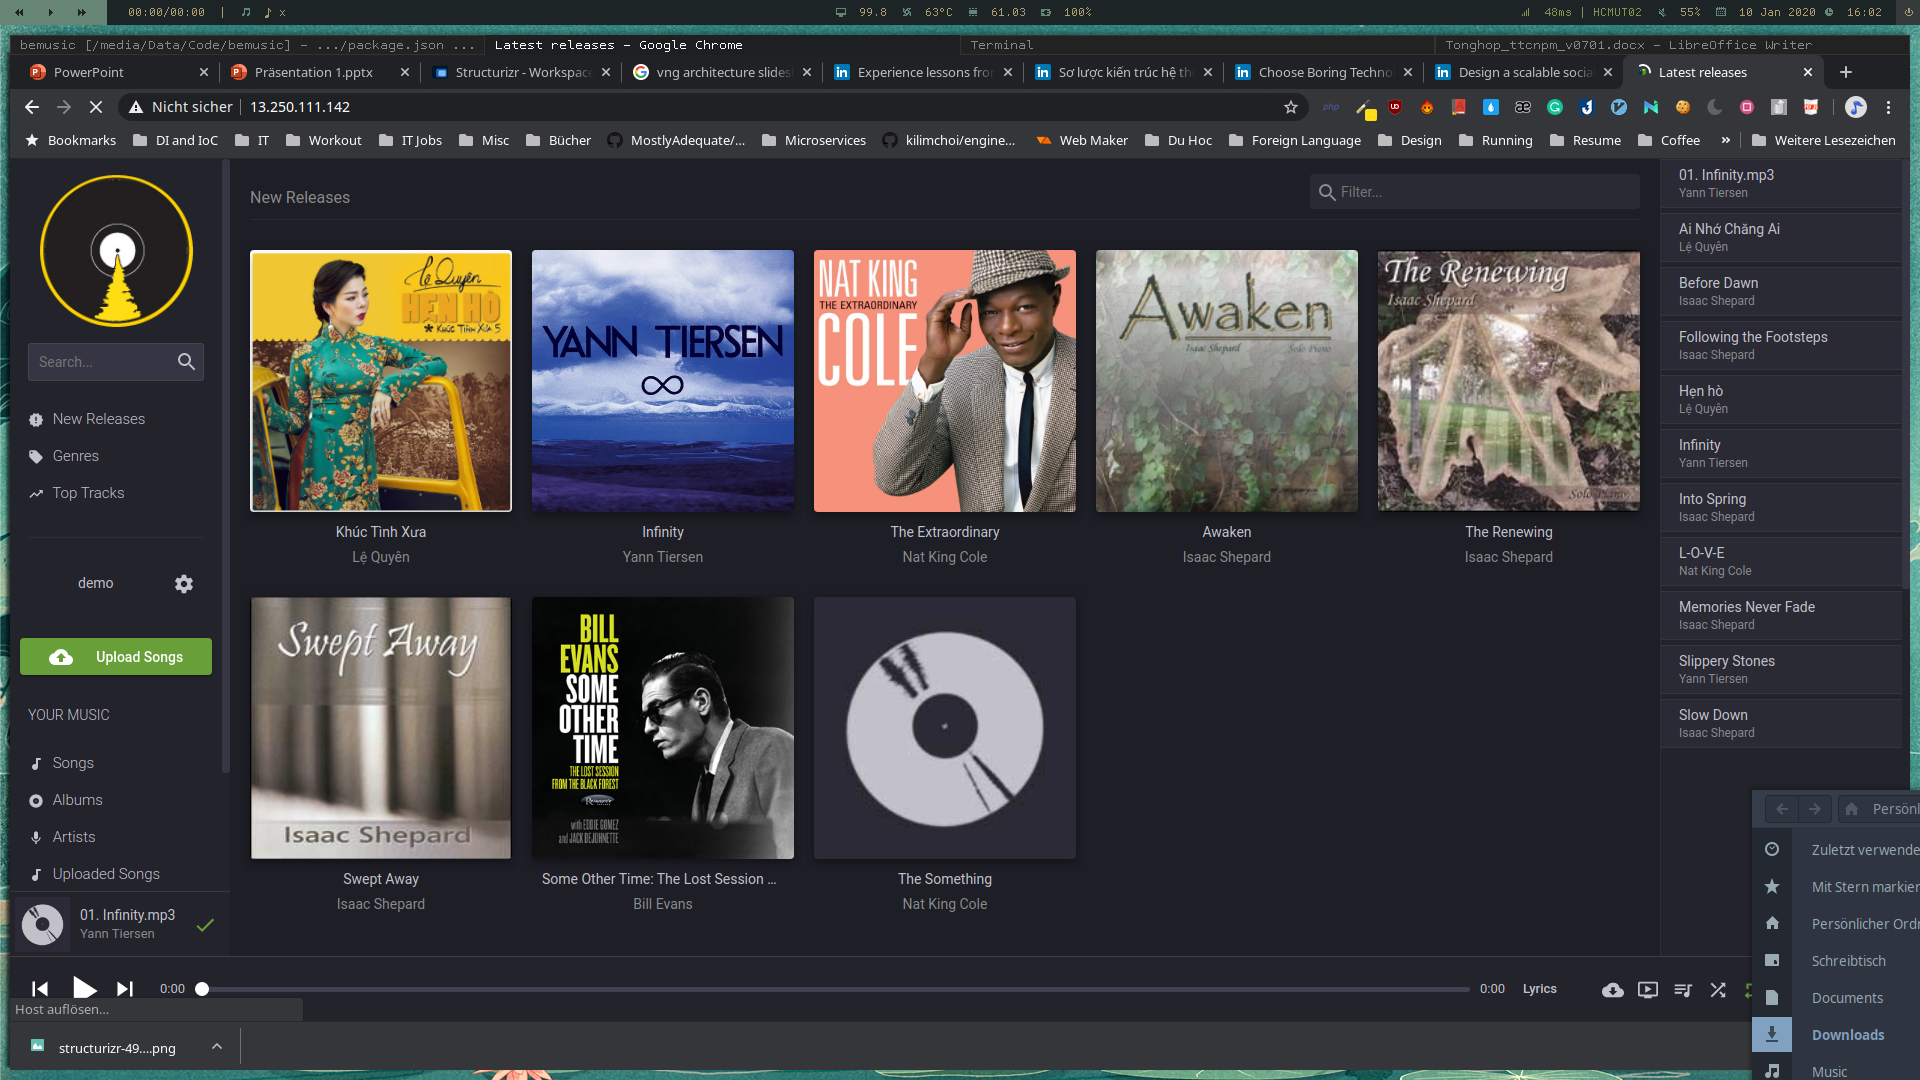 00:00/00:00 | x
99.8 63°C 61.03 100%
48ms | HCMUT02 55% 10 Jan 2020 16:02
bemusic [/media/Data/Code/bemusic] - .../package.json ...
Latest releases - Google Chrome
Terminal
Tonghop_ttcnpm_v0701.docx - LibreOffice Writer
PowerPoint
Präsentation 1.pptx
Structurizr - Workspace
vng architecture slides
Experience lessons from
Sơ lược kiến trúc hệ th
Choose Boring Techno
Design a scalable socia
Latest releases
Nicht sicher
13.250.111.142
php
Bookmarks
DI and IoC
IT
Workout
IT Jobs
Misc
Bücher
MostlyAdequate/...
Microservices
kilimchoi/engine...
Web Maker
Du Hoc
Foreign Language
Design
Running
Resume
Coffee
»
Weitere Lesezeichen
Search...
New Releases
Genres
Top Tracks
demo
Upload Songs
YOUR MUSIC
Songs
Albums
Artists
Uploaded Songs
01. Infinity.mp3
Yann Tiersen
New Releases
Filter...
Lệ Quyên
HẸN HÒ
* KHÚC TÌNH XƯA 5
Khúc Tình Xưa
Lệ Quyên
YANN TIERSEN
∞
Infinity
Yann Tiersen
NAT KING
THE EXTRAORDINARY
COLE
The Extraordinary
Nat King Cole
Awaken
Isaac Shepard Solo Piano
Awaken
Isaac Shepard
The Renewing
Isaac Shepard
Solo Piano
The Renewing
Isaac Shepard
Swept Away
Isaac Shepard
Swept Away
Isaac Shepard
BILL
EVANS
SOME
OTHER
TIME
THE LOST SESSION
FROM THE BLACK FOREST
Resonance
with EDDIE GOMEZ
and JACK DEJOHNETTE
Some Other Time: The Lost Session ...
Bill Evans
The Something
Nat King Cole
01. Infinity.mp3
Yann Tiersen
Ai Nhớ Chăng Ai
Lệ Quyên
Before Dawn
Isaac Shepard
Following the Footsteps
Isaac Shepard
Hẹn hò
Lệ Quyên
Infinity
Yann Tiersen
Into Spring
Isaac Shepard
L-O-V-E
Nat King Cole
Memories Never Fade
Isaac Shepard
Slippery Stones
Yann Tiersen
Slow Down
Isaac Shepard
0:00
0:00
Lyrics
Host auflösen...
structurizr-49....png
Persönl
Zuletzt verwende
Mit Stern markier
Persönlicher Ordn
Schreibtisch
Documents
Downloads
Music